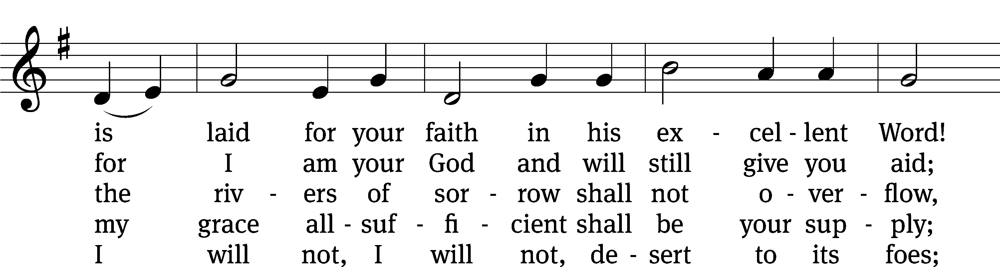 is laid for your faith in his ex - cel - lent Word!
for I am your God and will still give you aid;
the riv - ers of sor - row shall not o - ver - flow,
my grace all - suf - fi - cient shall be your sup - ply;
I will not, I will not, de - sert to its foes;